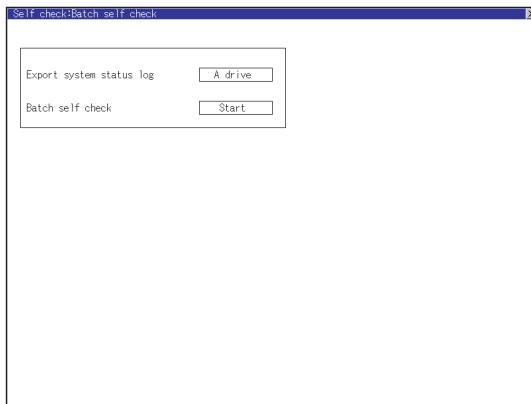 Self check:Batch self check
Export system status log
A drive
Batch self check
Start